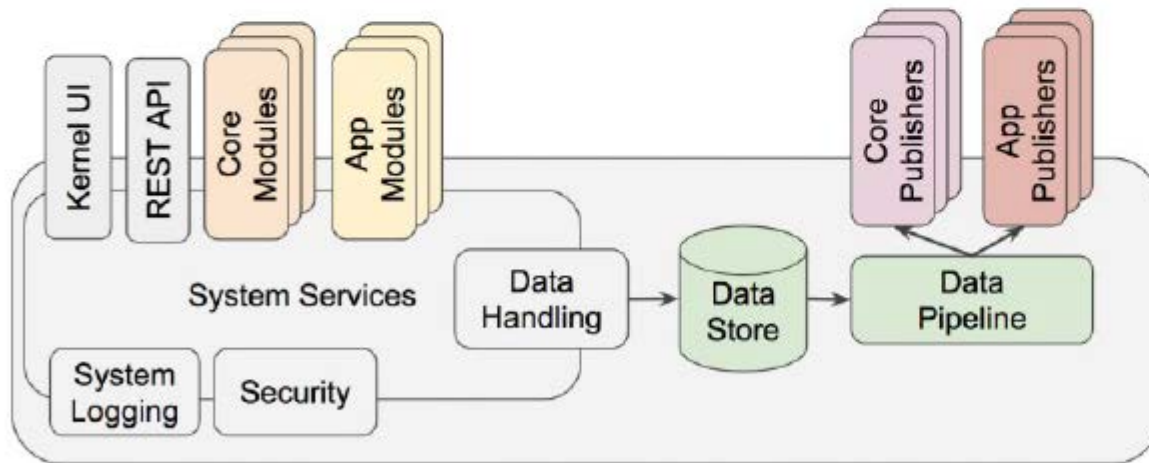 Kernel UI
REST API
Core
Modules
App
Modules
Core
Publishers
App
Publishers
System Services
Data
Handling
Data
Store
Data
Pipeline
System
Logging
Security